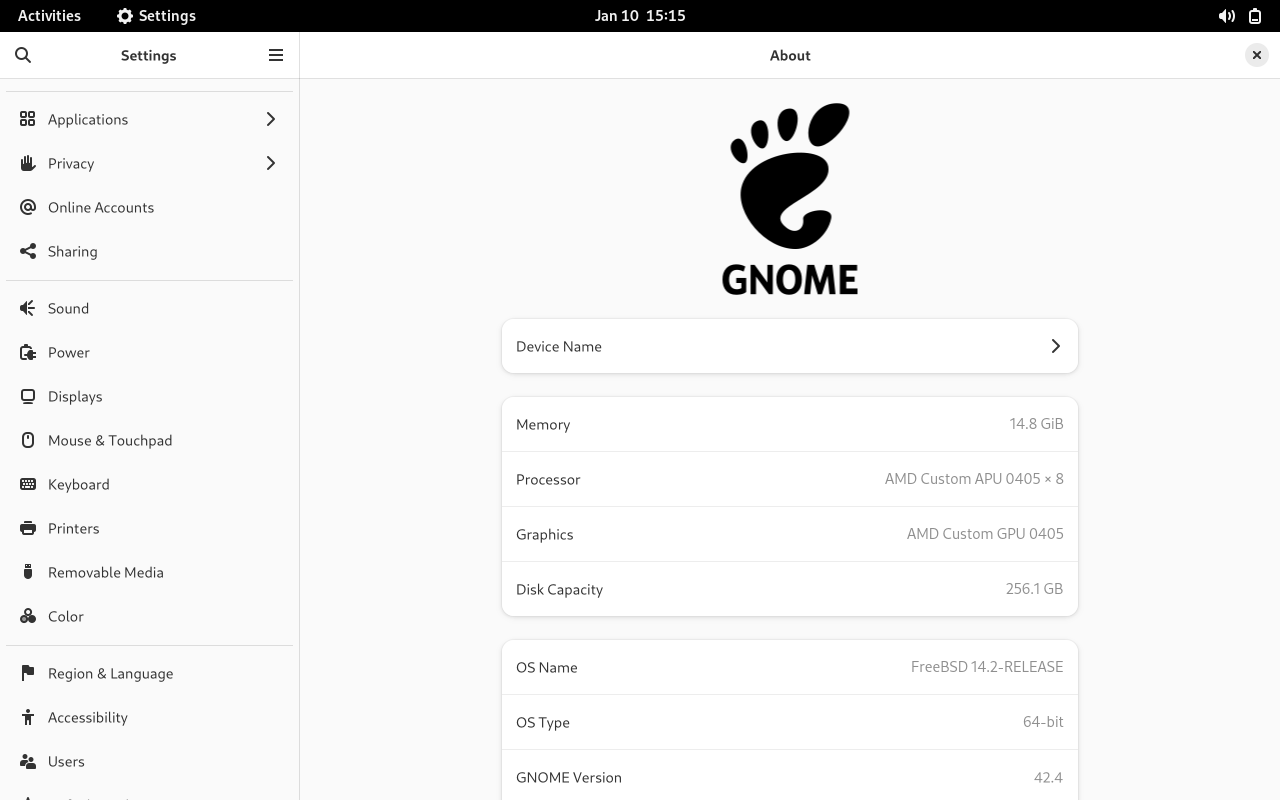 Activities Settings Jan 10 15:15
Settings
About
Applications
Privacy
Online Accounts
Sharing
Sound
Power
Displays
Mouse & Touchpad
Keyboard
Printers
Removable Media
Color
Region & Language
Accessibility
Users
GNOME
Device Name
Memory 14.8 GiB
Processor AMD Custom APU 0405 × 8
Graphics AMD Custom GPU 0405
Disk Capacity 256.1 GB
OS Name FreeBSD 14.2-RELEASE
OS Type 64-bit
GNOME Version 42.4